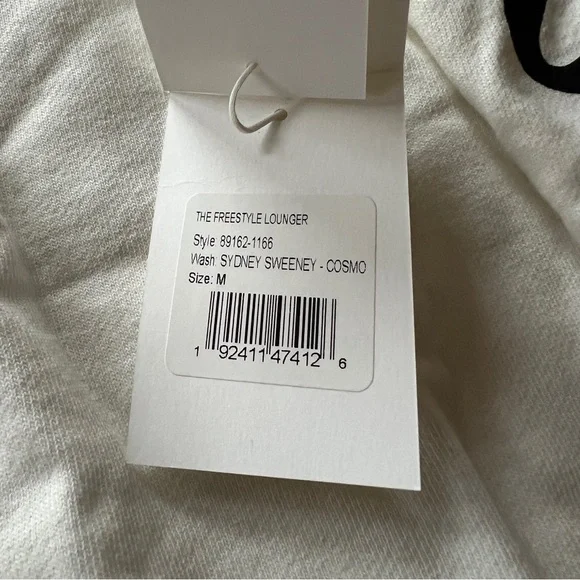 THE FREESTYLE LOUNGER
Style: 89162-1166
Wash: SYDNEY SWEENEY - COSMO
Size: M
1 92411 47412 6